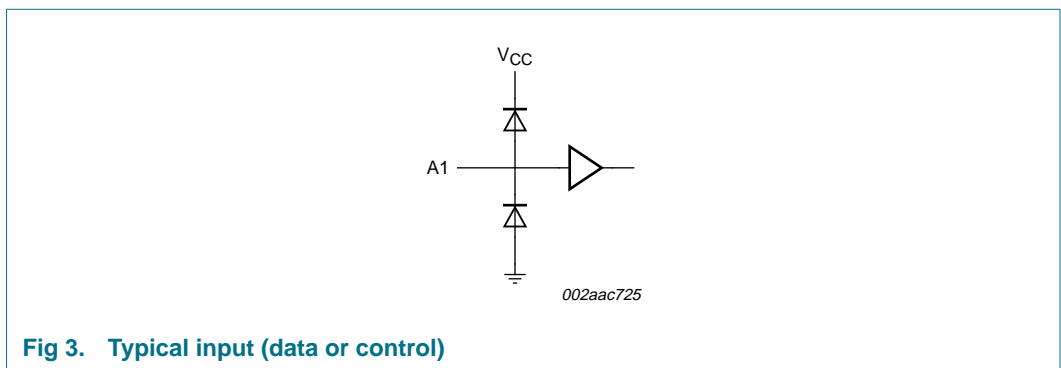 VCC
A1
002aac725
Fig 3. Typical input (data or control)